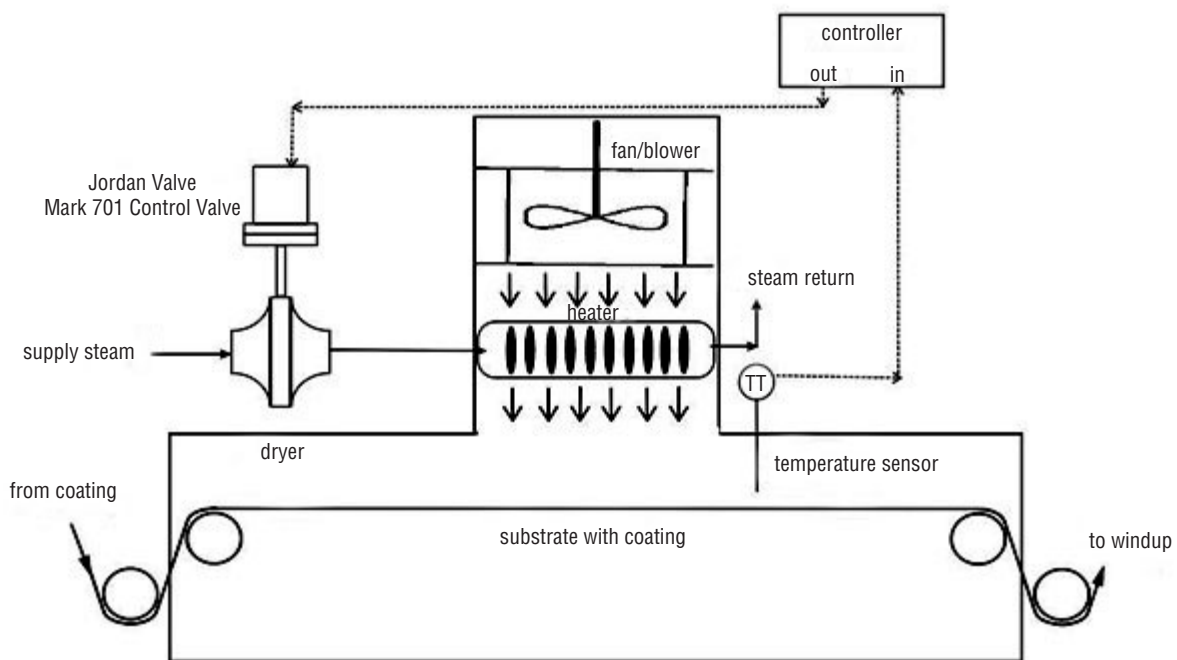 controller
out in
fan/blower
Jordan Valve
Mark 701 Control Valve
steam return
heater
supply steam
TT
dryer
temperature sensor
from coating
substrate with coating
to windup